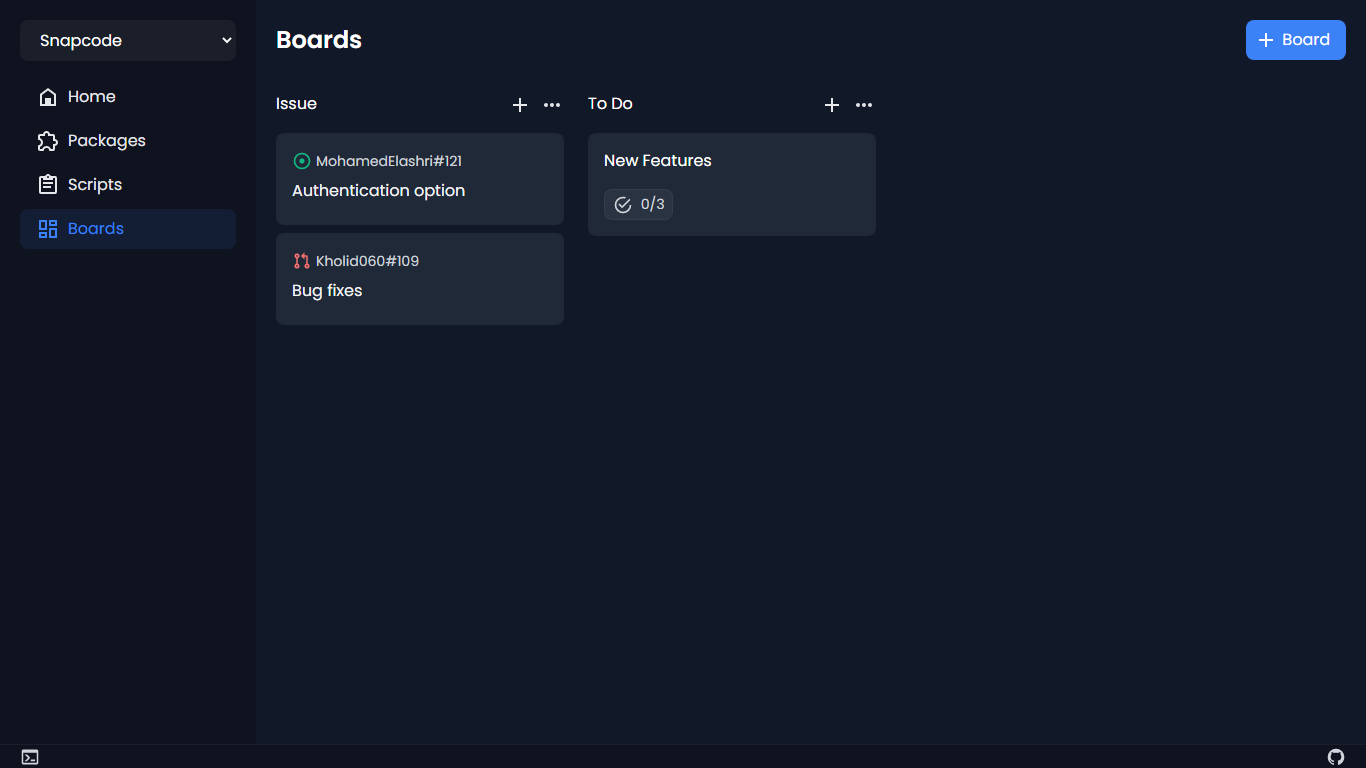 Snapcode
Home
Packages
Scripts
Boards
Boards
Board
Issue
MohamedElashri#121
Authentication option
Kholid060#109
Bug fixes
To Do
New Features
0/3